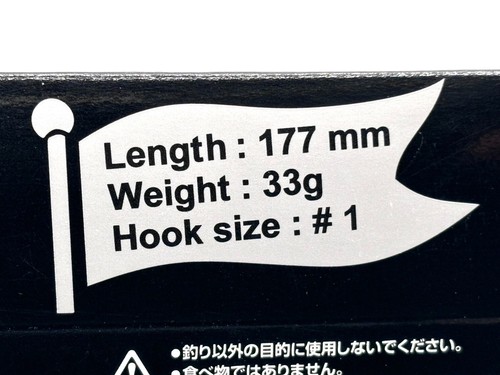 Length : 177 mm
Weight : 33g
Hook size : # 1
●釣り以外の目的に使用しないでください。
●食べ物ではありません。